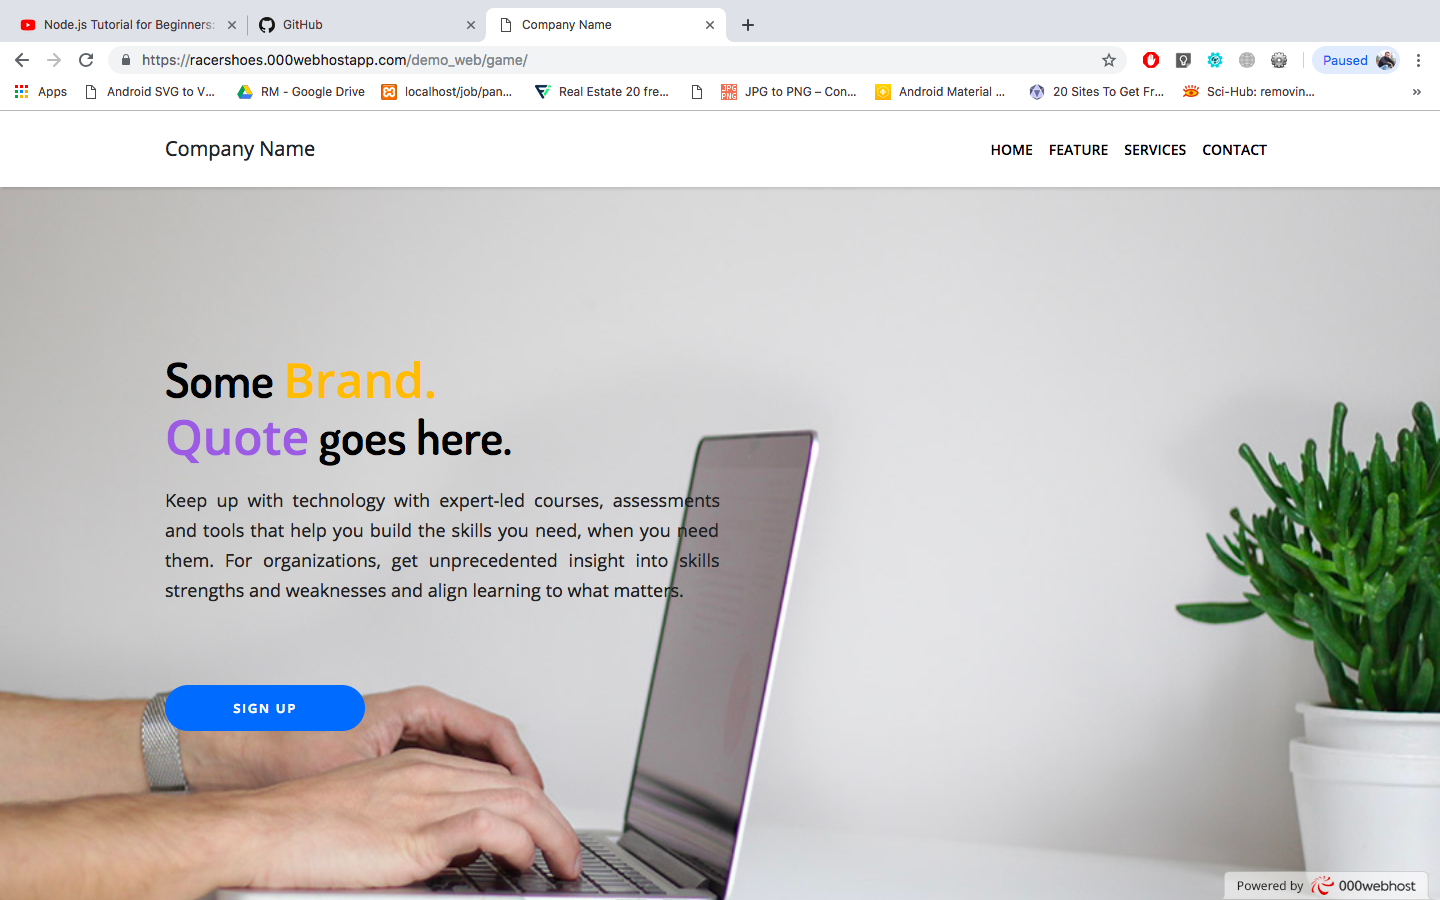 Node.js Tutorial for Beginners:
GitHub
Company Name
https://racershoes.000webhostapp.com/demo_web/game/
Paused
Apps
Android SVG to V...
RM - Google Drive
localhost/job/pan...
Real Estate 20 fre...
JPG to PNG – Con...
Android Material ...
20 Sites To Get Fr...
Sci-Hub: removin...
»
Company Name
HOME FEATURE SERVICES CONTACT
Some Brand.
Quote goes here.
Keep up with technology with expert-led courses, assessments
and tools that help you build the skills you need, when you need
them. For organizations, get unprecedented insight into skills
strengths and weaknesses and align learning to what matters.
SIGN UP
Powered by 000webhost